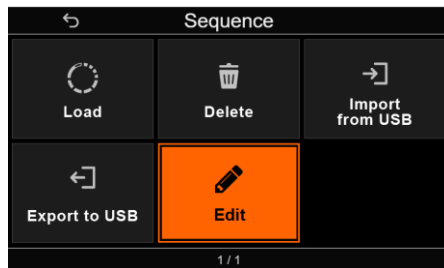 Sequence
Load
Delete
Import
from USB
Export to USB
Edit
1 / 1